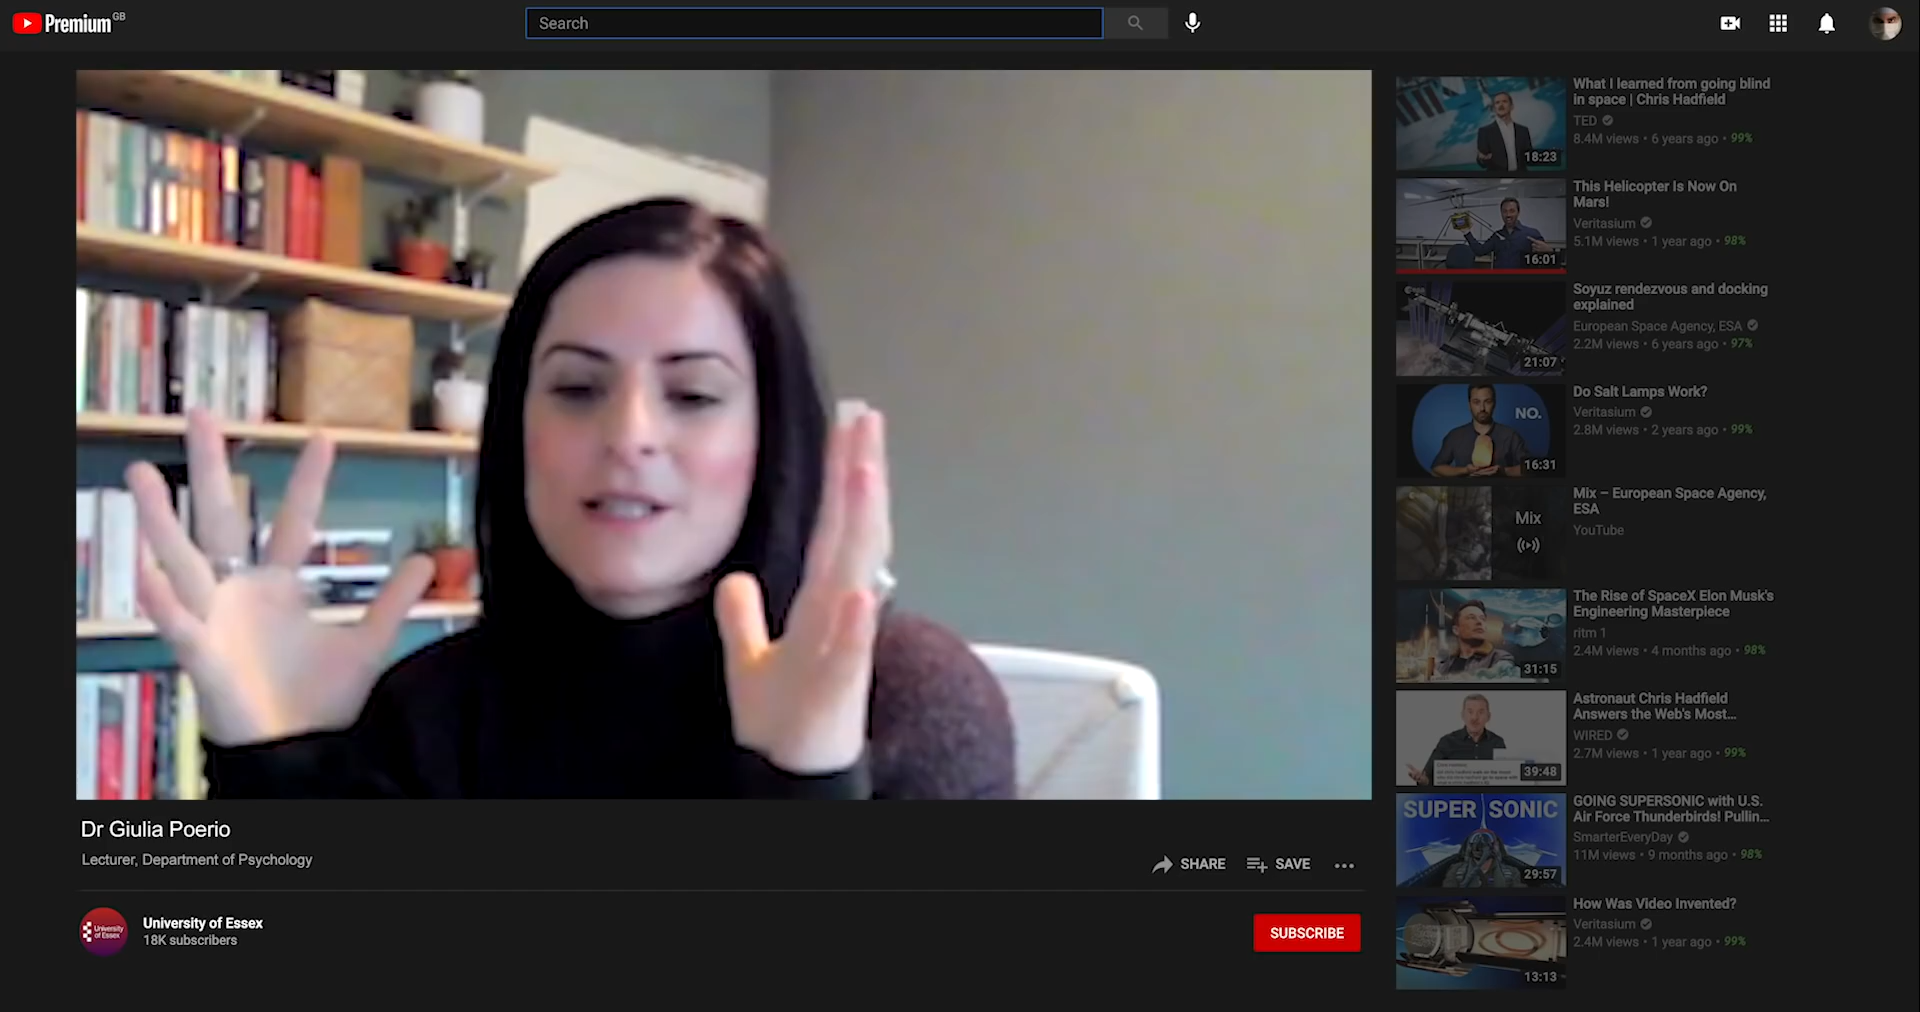 Premium GB
Search
Dr Giulia Poerio
Lecturer, Department of Psychology
SHARE
SAVE
University of Essex
University of Essex
18K subscribers
SUBSCRIBE
18:23
What I learned from going blind
in space | Chris Hadfield
TED
8.4M views • 6 years ago • 99%
16:01
This Helicopter Is Now On
Mars!
Veritasium
5.1M views • 1 year ago • 98%
21:07
Soyuz rendezvous and docking
explained
European Space Agency, ESA
2.2M views • 6 years ago • 97%
NO.
16:31
Do Salt Lamps Work?
Veritasium
2.8M views • 2 years ago • 99%
Mix
Mix – European Space Agency,
ESA
YouTube
31:15
The Rise of SpaceX Elon Musk's
Engineering Masterpiece
ritm 1
2.4M views • 4 months ago • 98%
39:48
Astronaut Chris Hadfield
Answers the Web's Most...
WIRED
2.7M views • 1 year ago • 99%
SUPER SONIC
29:57
GOING SUPERSONIC with U.S.
Air Force Thunderbirds! Pullin...
SmarterEveryDay
11M views • 9 months ago • 98%
13:13
How Was Video Invented?
Veritasium
2.4M views • 1 year ago • 99%